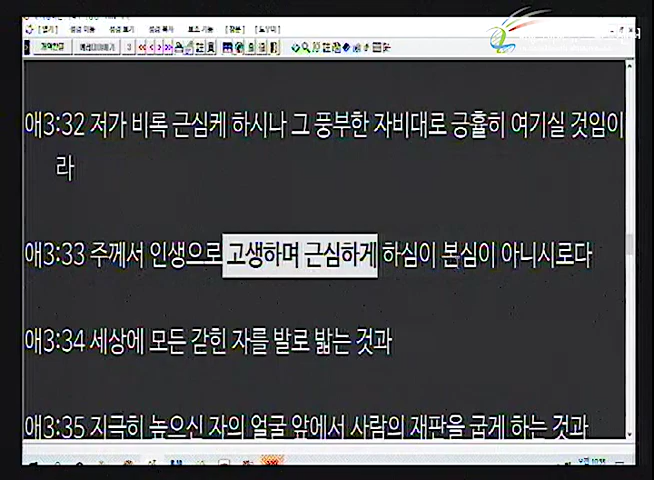 애3:32 저가 비록 근심케 하시나 그 풍부한 자비대로 긍휼히 여기실 것임이
라
애3:33 주께서 인생으로 고생하며 근심하게 하심이 본심이 아니시로다
애3:34 세상에 모든 갇힌 자를 발로 밟는 것과
애3:35 지극히 높으신 자의 얼굴 앞에서 사람의 재판을 굽게 하는 것과